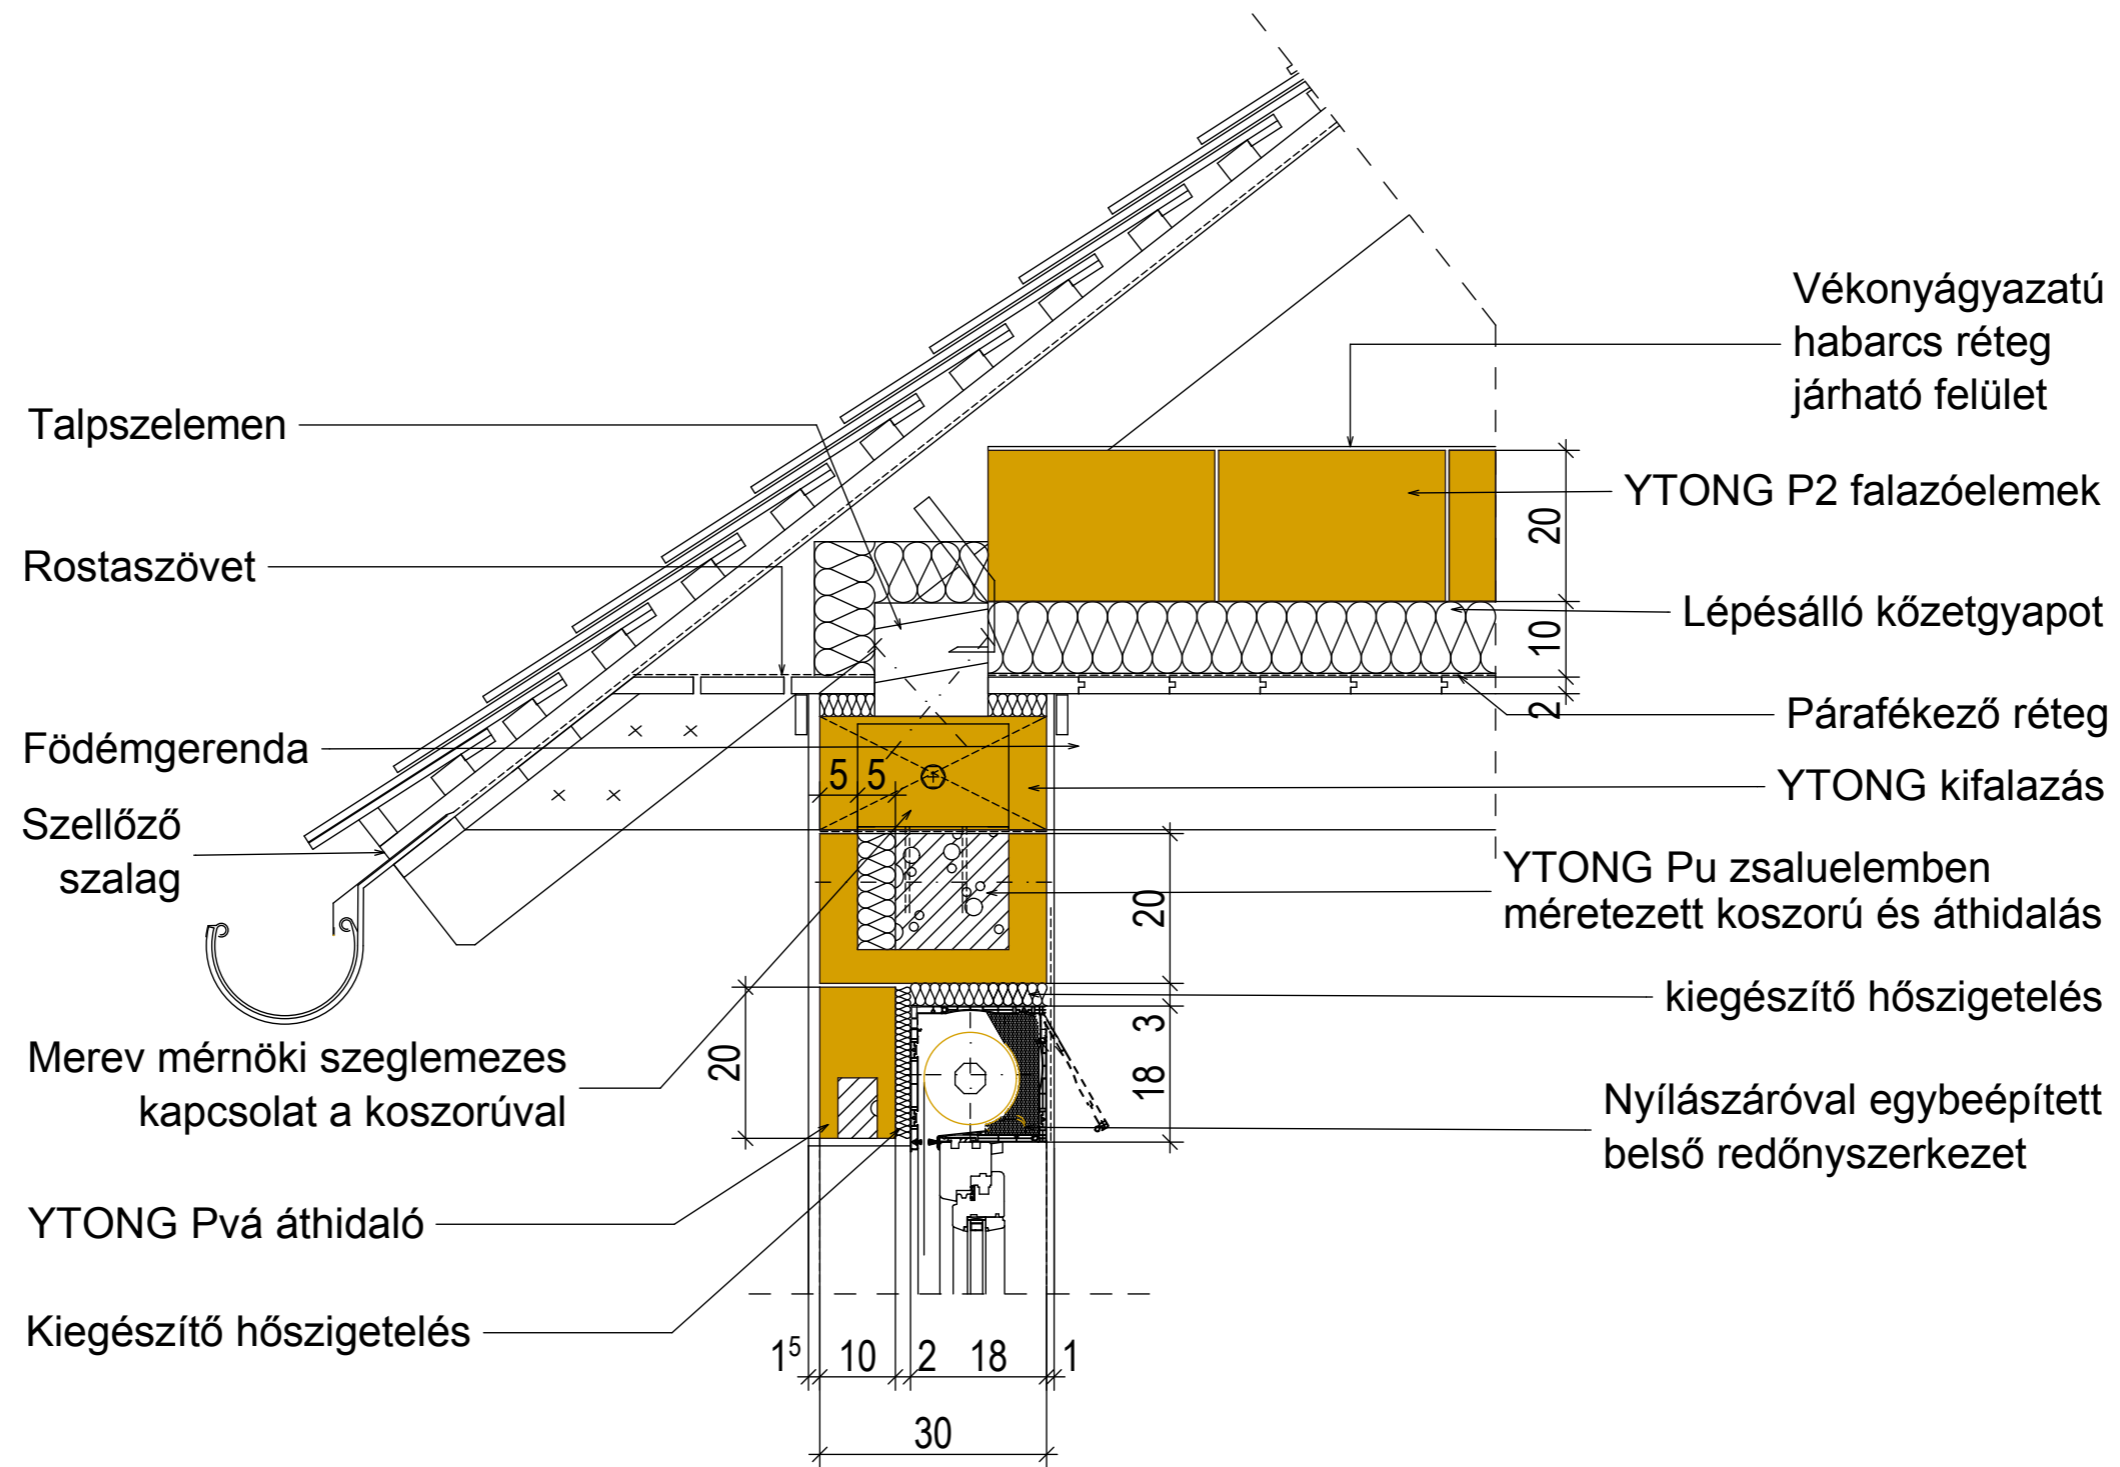 Talpszelemen
Rostaszövet
Födémgerenda
Szellőző
szalag
Merev mérnöki szeglemezes
kapcsolat a koszorúval
YTONG Pvá áthidaló
Kiegészítő hőszigetelés
Vékonyágyazatú
habarcs réteg
járható felület
YTONG P2 falazóelemek
Lépésálló kőzetgyapot
Párafékező réteg
YTONG kifalazás
YTONG Pu zsaluelemben
méretezett koszorú és áthidalás
kiegészítő hőszigetelés
Nyílászáróval egybeépített
belső redőnyszerkezet
20
10
2
5 5
20
3
18
20
1⁵ 10 2 18 1
30